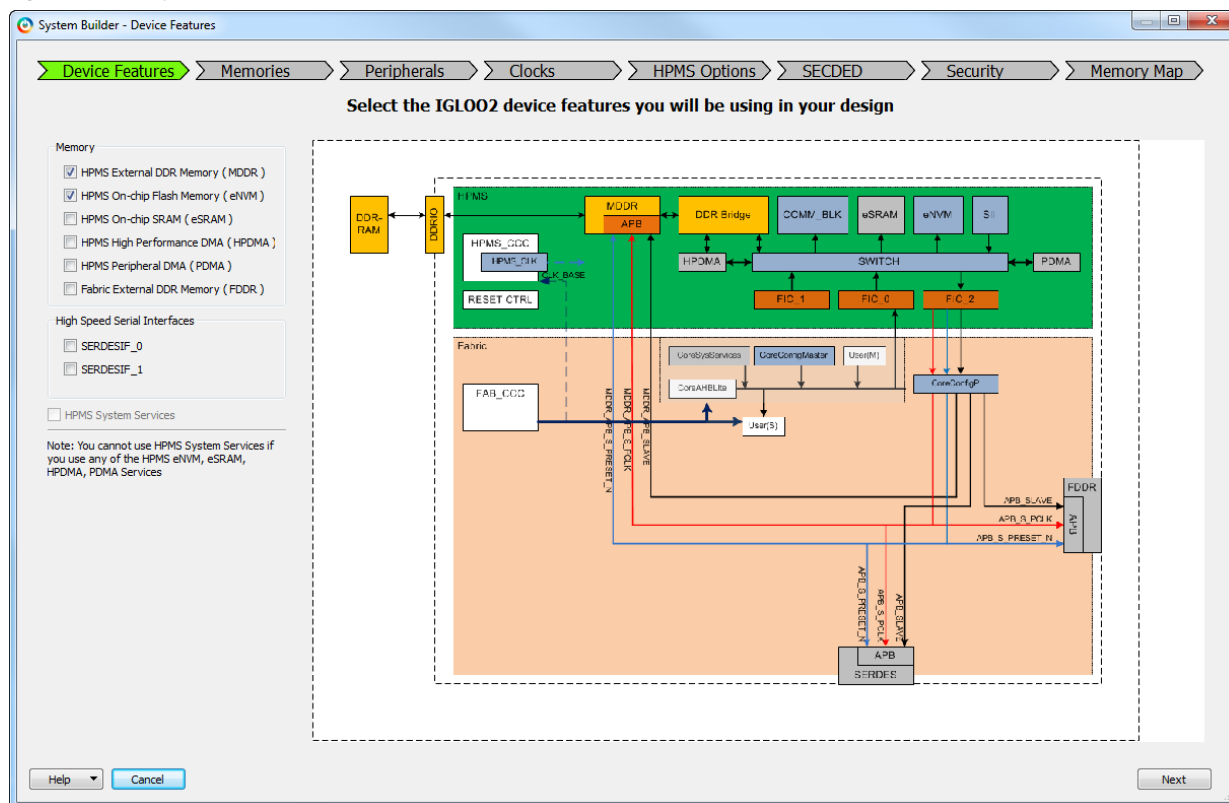 System Builder - Device Features
Device Features
Memories
Peripherals
Clocks
HPMS Options
SECDED
Security
Memory Map
Select the IGLOO2 device features you will be using in your design
Memory
HPMS External DDR Memory ( MDDR )
HPMS On-chip Flash Memory ( eNVM )
HPMS On-chip SRAM ( eSRAM )
HPMS High Performance DMA ( HPDMA )
HPMS Peripheral DMA ( PDMA )
Fabric External DDR Memory ( FDDR )
High Speed Serial Interfaces
SERDESIF_0
SERDESIF_1
HPMS System Services
Note: You cannot use HPMS System Services if
you use any of the HPMS eNVM, eSRAM,
HPDMA, PDMA Services
DDR-
RAM
DDRIO
HPMS
MDDR
APB
DDR Bridge
COMM_BLK
eSRAM
eNVM
SII
HPMS_CCC
HPMS_CLK
CLK_BASE
RESET CTRL
HPDMA
SWITCH
PDMA
FIC_1
FIC_0
FIC_2
Fabric
FAB_CCC
CoreSysServices
CoreConfigMaster
User(M)
CoreAHBLite
User(S)
CoreConfigP
MDDR_APB_S_PRESET_N
MDDR_APB_S_PCLK
MDDR_APB_SLAVE
FDDR
APB
APB_SLAVE
APB_S_PCLK
APB_S_PRESET_N
APB_S_PRESET_N
APB_S_PCLK
APB_SLAVE
APB
SERDES
Help
Cancel
Next